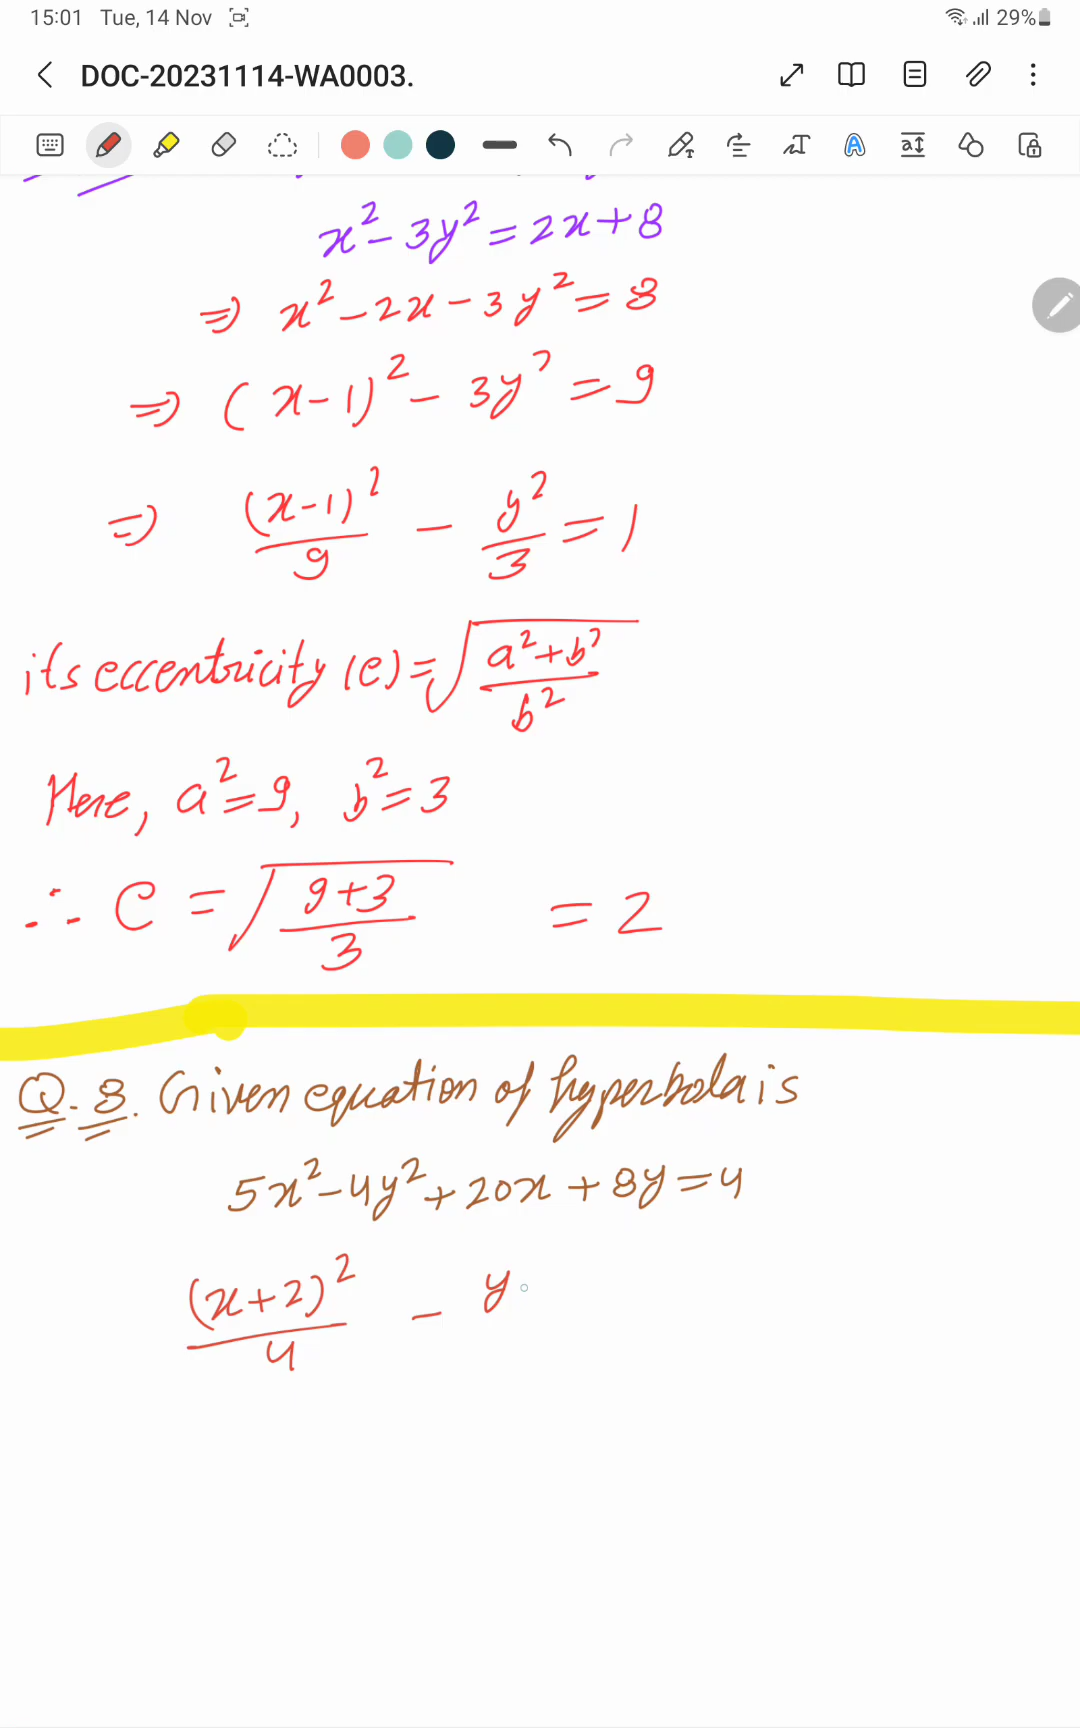 15:01 Tue, 14 Nov 29%
DOC-20231114-WA0003.
x² - 3y² = 2x + 8
⇒ x² - 2x - 3y² = 8
⇒ (x-1)² - 3y² = 9
⇒ (x-1)²/9 - y²/3 = 1
its eccentricity (e) = √((a²+b²)/b²)
Here, a² = 9, b² = 3
∴ e = √((9+3)/3) = 2
Q.8. Given equation of hyperbola is
5x² - 4y² + 20x + 8y = 4
(x+2)²/4 - y